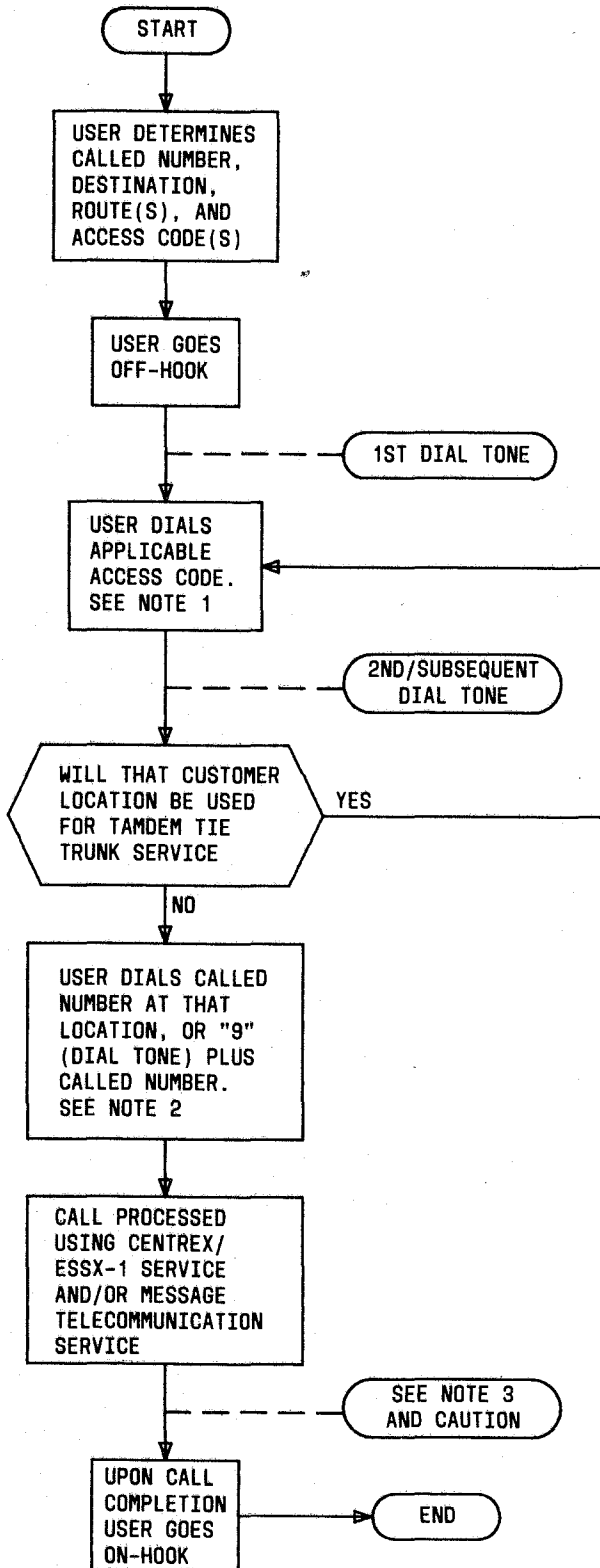 START
USER DETERMINES
CALLED NUMBER,
DESTINATION,
ROUTE(S), AND
ACCESS CODE(S)
USER GOES
OFF-HOOK
1ST DIAL TONE
USER DIALS
APPLICABLE
ACCESS CODE.
SEE NOTE 1
2ND/SUBSEQUENT
DIAL TONE
WILL THAT CUSTOMER
LOCATION BE USED
FOR TAMDEM TIE
TRUNK SERVICE
YES
NO
USER DIALS CALLED
NUMBER AT THAT
LOCATION, OR "9"
(DIAL TONE) PLUS
CALLED NUMBER.
SEE NOTE 2
CALL PROCESSED
USING CENTREX/
ESSX-1 SERVICE
AND/OR MESSAGE
TELECOMMUNICATION
SERVICE
SEE NOTE 3
AND CAUTION
UPON CALL
COMPLETION
USER GOES
ON-HOOK
END